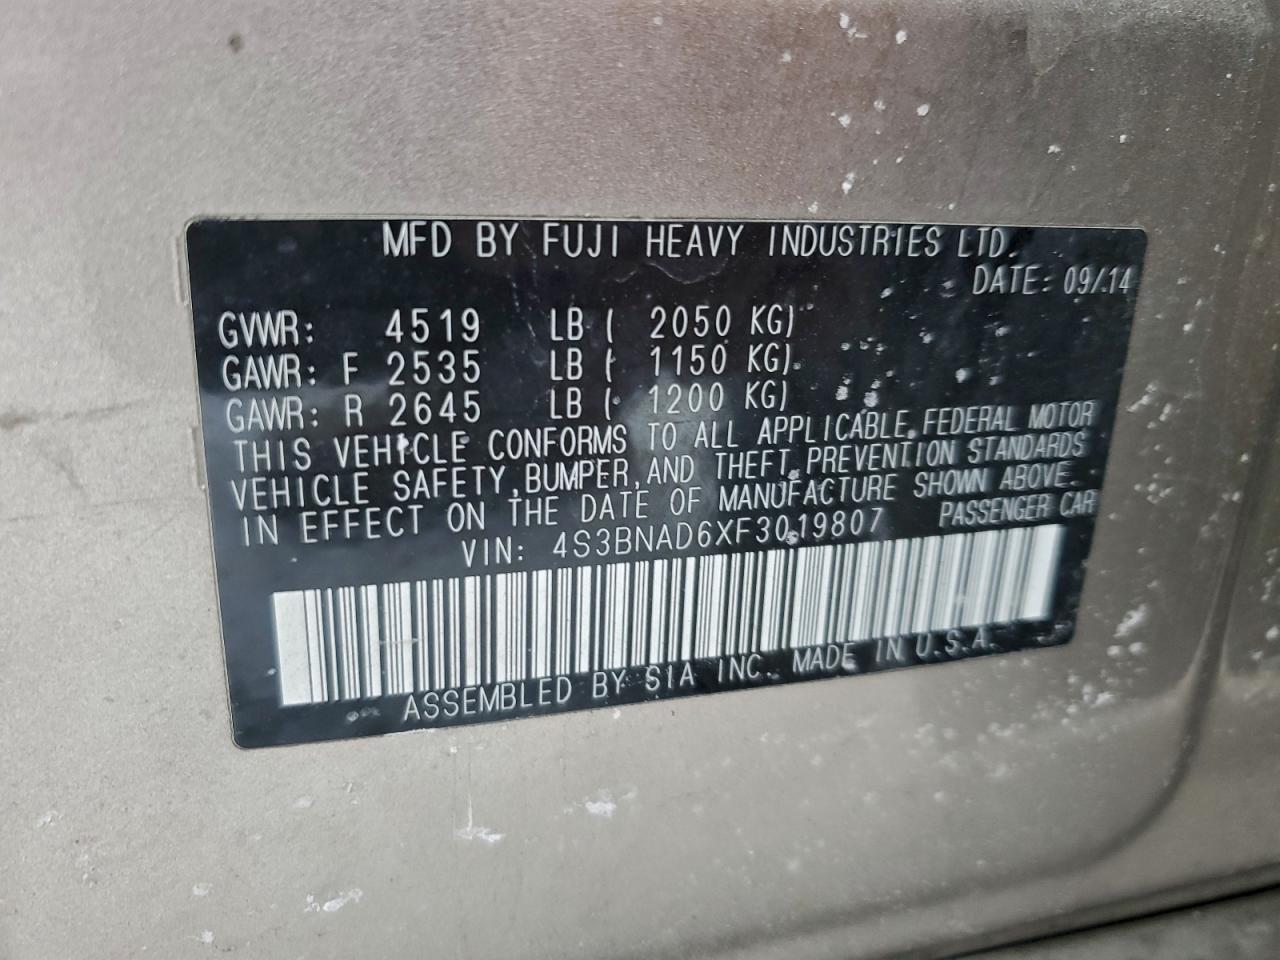 MFD BY FUJI HEAVY INDUSTRIES LTD.
DATE: 09/14
GVWR: 4519 LB ( 2050 KG)
GAWR: F 2535 LB ( 1150 KG)
GAWR: R 2645 LB ( 1200 KG)
THIS VEHICLE CONFORMS TO ALL APPLICABLE FEDERAL MOTOR
VEHICLE SAFETY, BUMPER, AND THEFT PREVENTION STANDARDS
IN EFFECT ON THE DATE OF MANUFACTURE SHOWN ABOVE.
VIN: 4S3BNAD6XF3019807 PASSENGER CAR
ASSEMBLED BY SIA INC. MADE IN U.S.A.